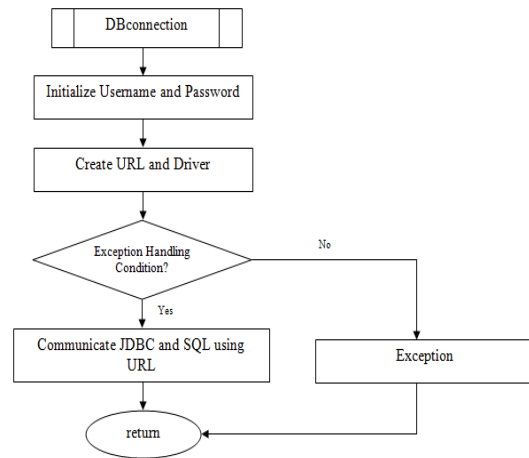 DBconnection
Initialize Username and Password
Create URL and Driver
Exception Handling
Condition?
No
Yes
Communicate JDBC and SQL using
URL
Exception
return